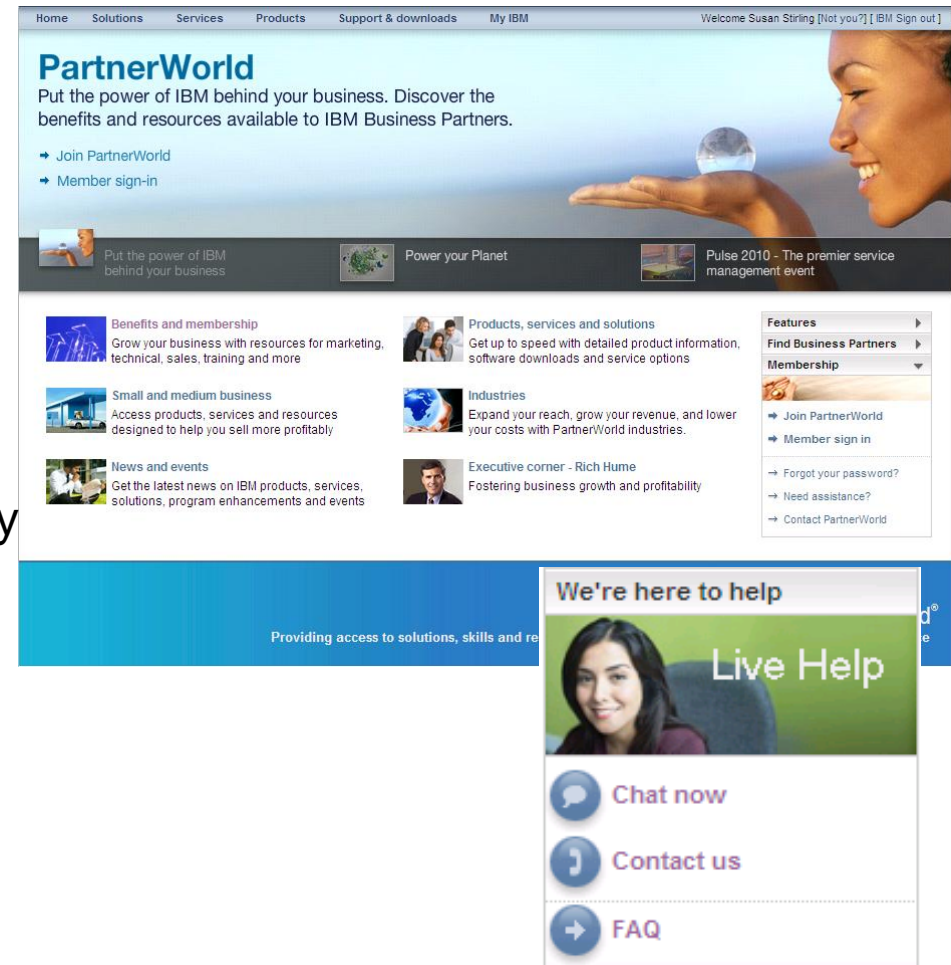 Home Solutions Services Products Support & downloads My IBM Welcome Susan Stirling [Not you?] [ IBM Sign out ]
PartnerWorld
Put the power of IBM behind your business. Discover the
benefits and resources available to IBM Business Partners.
Join PartnerWorld
Member sign-in
Put the power of IBM
behind your business
Power your Planet
Pulse 2010 - The premier service
management event
Benefits and membership
Grow your business with resources for marketing,
technical, sales, training and more
Products, services and solutions
Get up to speed with detailed product information,
software downloads and service options
Small and medium business
Access products, services and resources
designed to help you sell more profitably
Industries
Expand your reach, grow your revenue, and lower
your costs with PartnerWorld industries.
News and events
Get the latest news on IBM products, services,
solutions, program enhancements and events
Executive corner - Rich Hume
Fostering business growth and profitability
Features
Find Business Partners
Membership
Join PartnerWorld
Member sign in
Forgot your password?
Need assistance?
Contact PartnerWorld
y
d®
Providing access to solutions, skills and re
e
We're here to help
Live Help
Chat now
Contact us
FAQ